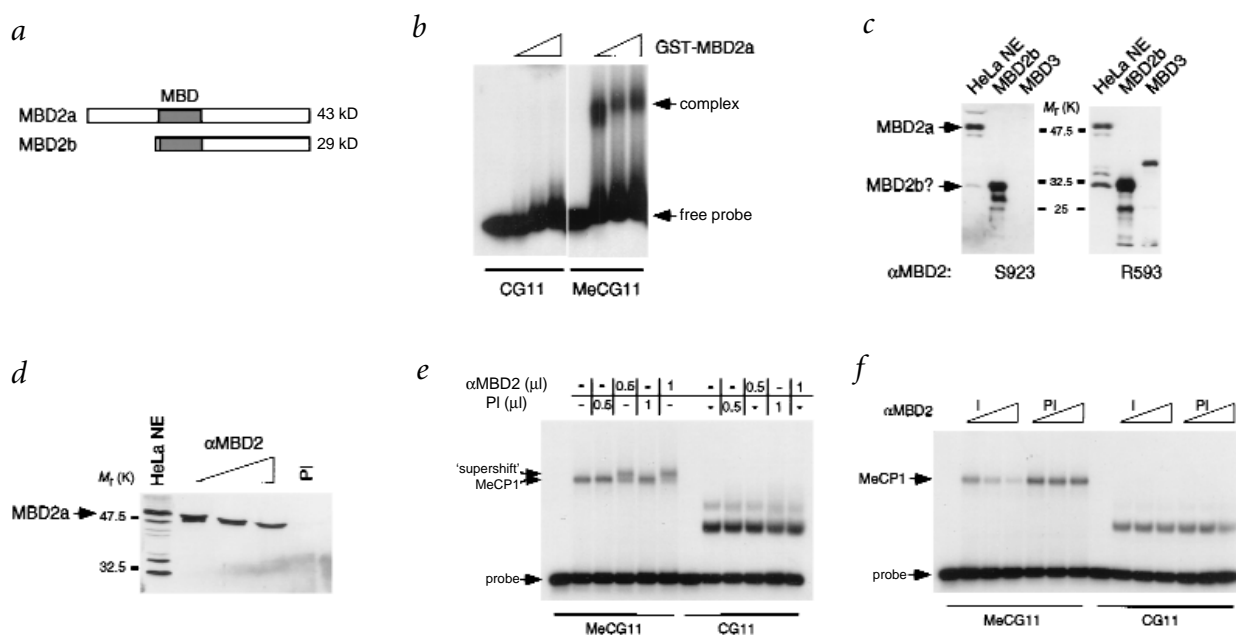 a
MBD
MBD2a 43 kD
MBD2b 29 kD
b
GST-MBD2a
complex
free probe
CG11 MeCG11
c
HeLa NE MBD2b MBD3 HeLa NE MBD2b MBD3
Mr (K)
MBD2a 47.5
MBD2b? 32.5
25
αMBD2: S923 R593
d
HeLa NE αMBD2 PI
Mr (K)
MBD2a 47.5
32.5
e
αMBD2 (µl) - - 0.5 - 1 - - 0.5 - 1
PI (µl) - 0.5 - 1 - - 0.5 - 1 -
'supershift'
MeCP1
probe
MeCG11 CG11
f
αMBD2 I PI I PI
MeCP1
probe
MeCG11 CG11